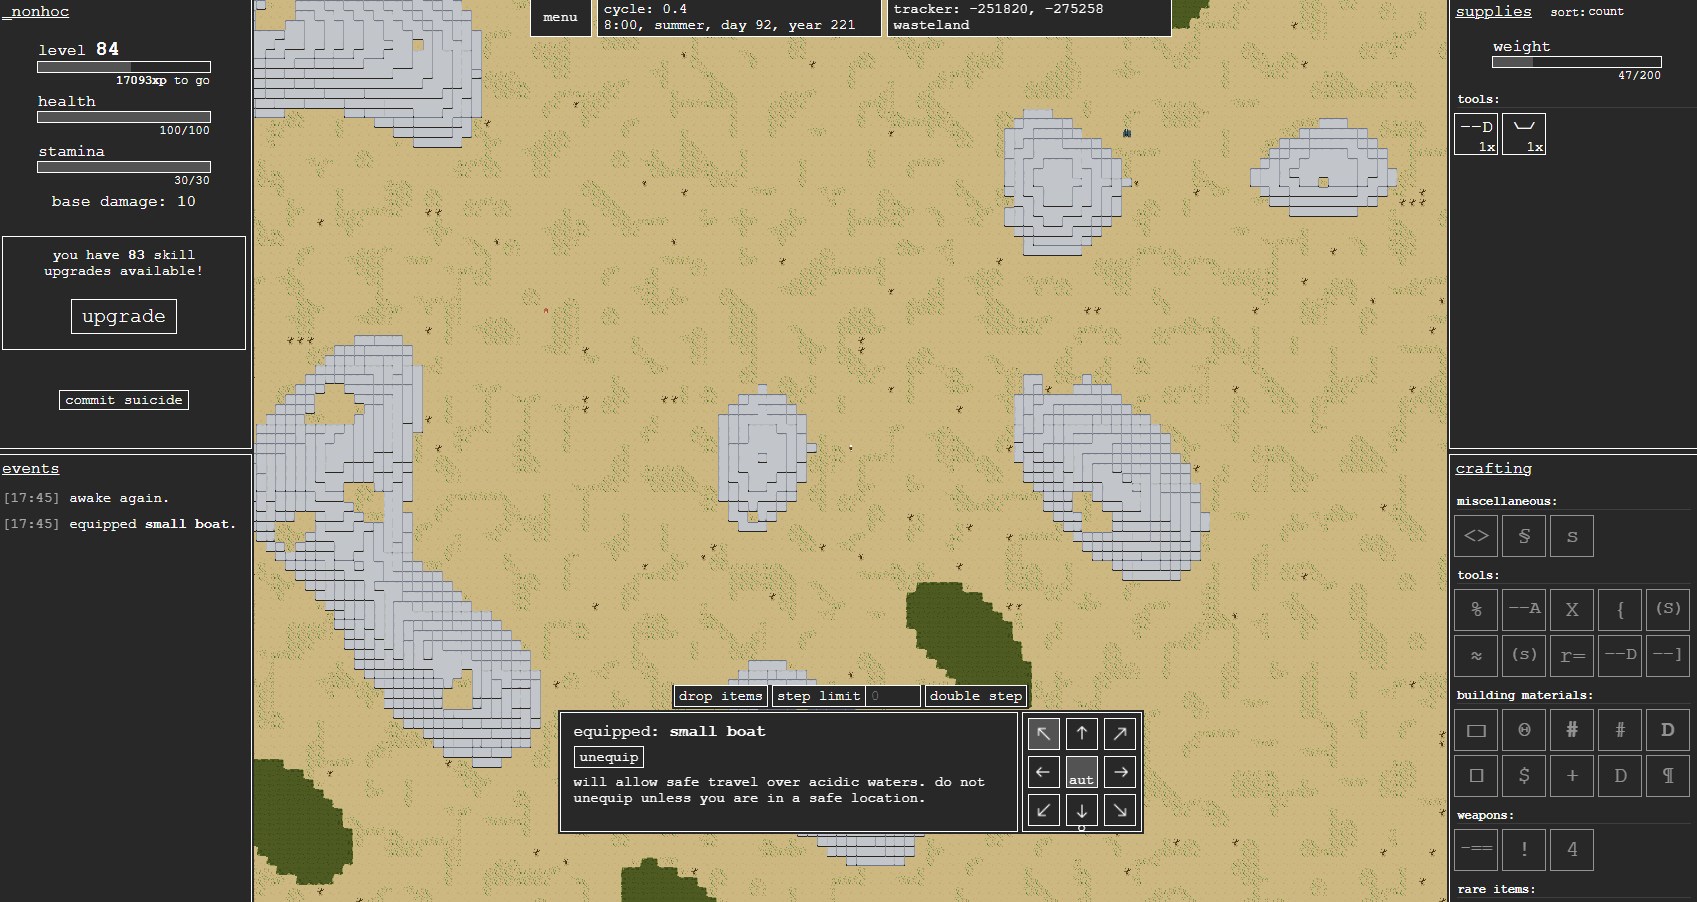 _nonhoc
level 84
17093xp to go
health
100/100
stamina
30/30
base damage: 10
you have 83 skill
upgrades available!
upgrade
commit suicide
events
[17:45] awake again.
[17:45] equipped small boat.
menu
cycle: 0.4
8:00, summer, day 92, year 221
tracker: -251820, -275258
wasteland
drop items
step limit 0
double step
equipped: small boat
unequip
will allow safe travel over acidic waters. do not
unequip unless you are in a safe location.
↖ ↑ ↗
← auto →
↙ ↓ ↘
supplies sort:count
weight
47/200
tools:
--D
1x
1x
crafting
miscellaneous:
<> § s
tools:
% --A X { (S)
≈ (s) r= --D --]
building materials:
□ Θ # # D
□ $ + D ¶
weapons:
-== ! 4
rare items: